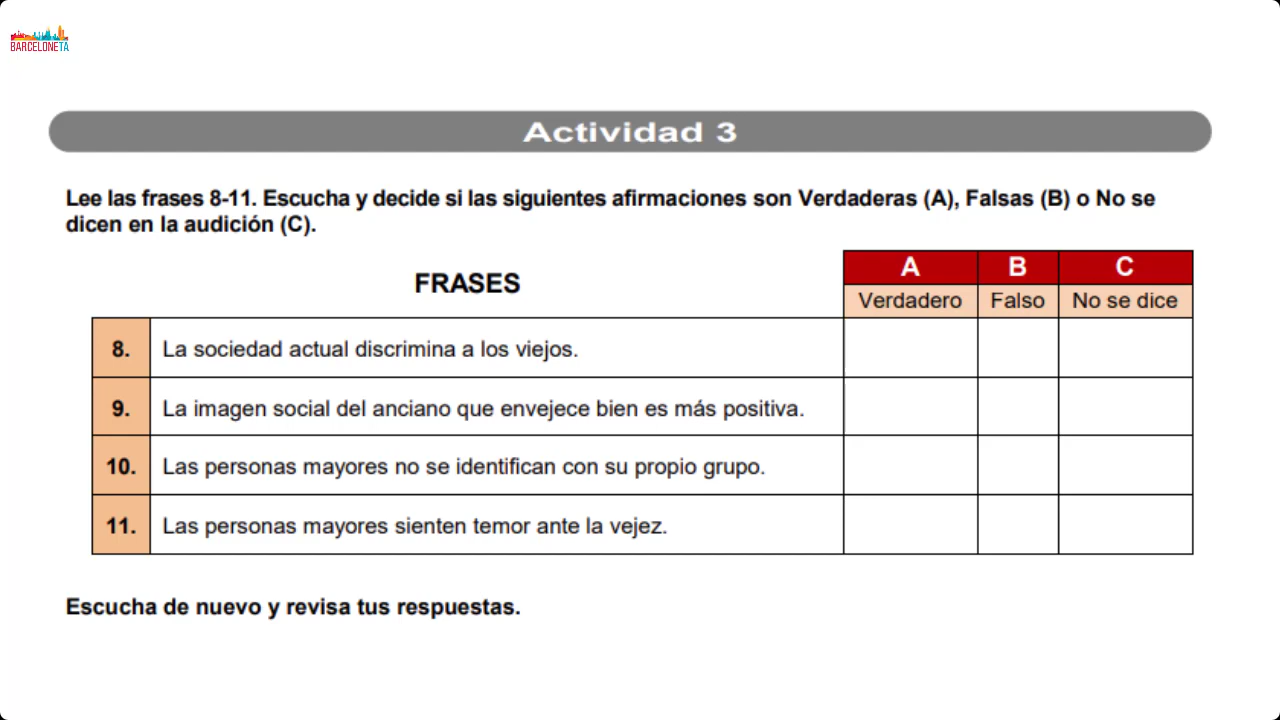 BARCELONETA
Actividad 3
Lee las frases 8-11. Escucha y decide si las siguientes afirmaciones son Verdaderas (A), Falsas (B) o No se
dicen en la audición (C).
FRASES
A B C
Verdadero Falso No se dice
8. La sociedad actual discrimina a los viejos.
9. La imagen social del anciano que envejece bien es más positiva.
10. Las personas mayores no se identifican con su propio grupo.
11. Las personas mayores sienten temor ante la vejez.
Escucha de nuevo y revisa tus respuestas.